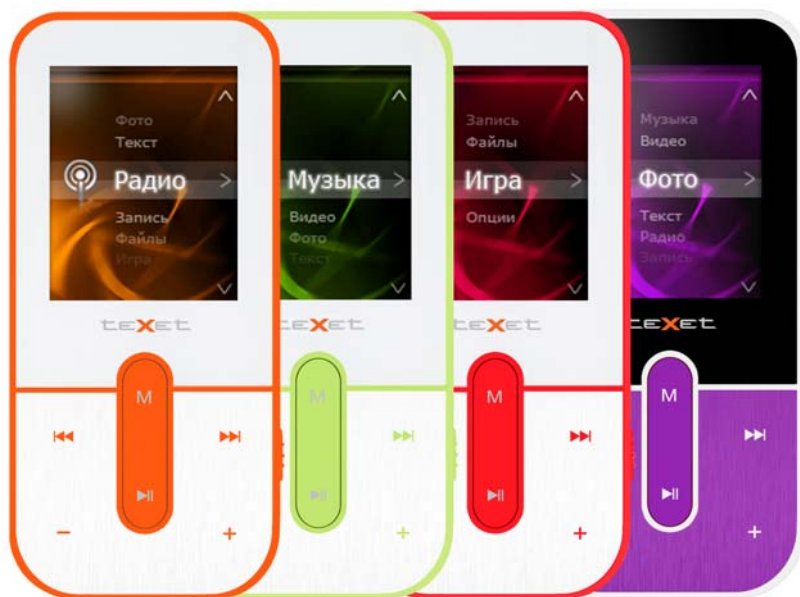 Фото
Текст
Радио
Запись
Файлы
Игра
teXet
M
Музыка
Видео
Фото
Текст
teXet
M
Запись
Файлы
Игра
Опции
teXet
M
Музыка
Видео
Фото
Текст
Радио
Запись
teXet
M